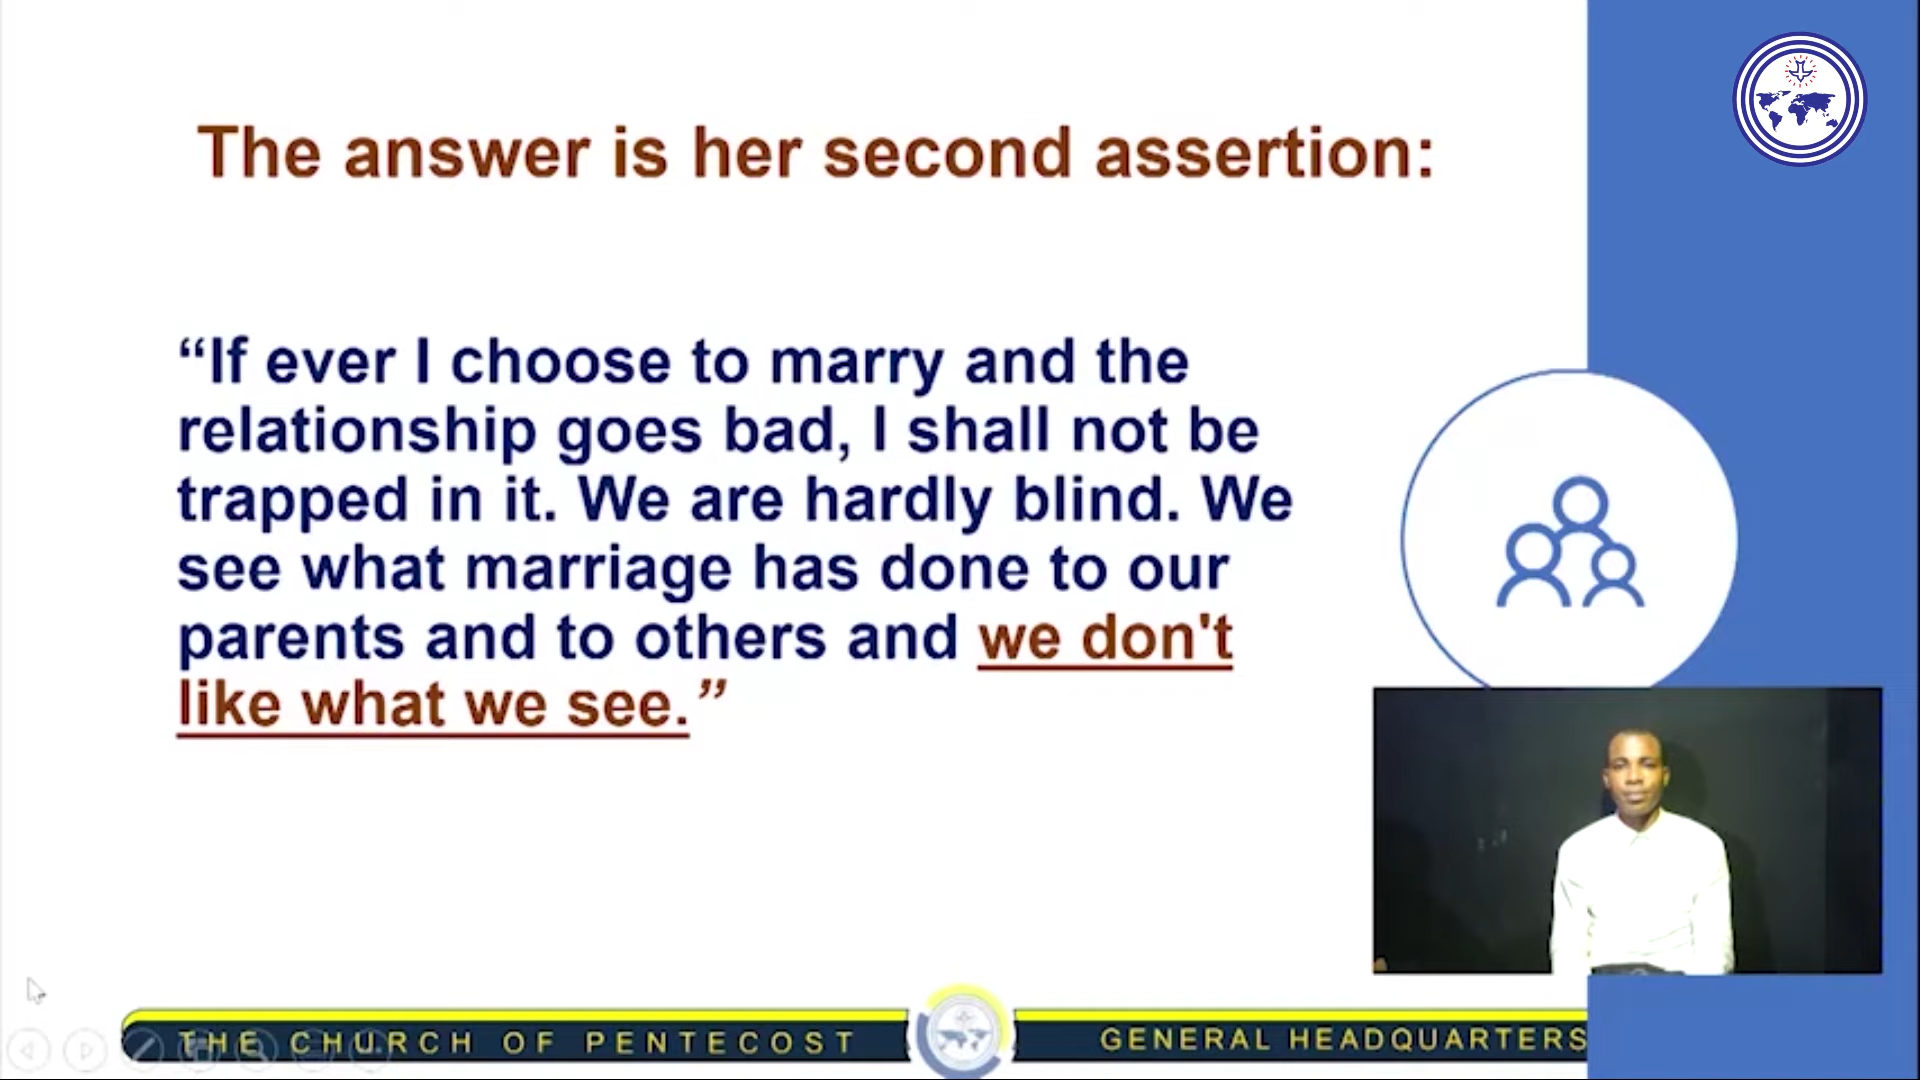 The answer is her second assertion:
“If ever I choose to marry and the
relationship goes bad, I shall not be
trapped in it. We are hardly blind. We
see what marriage has done to our
parents and to others and we don't
like what we see.”
THE CHURCH OF PENTECOST
GENERAL HEADQUARTERS